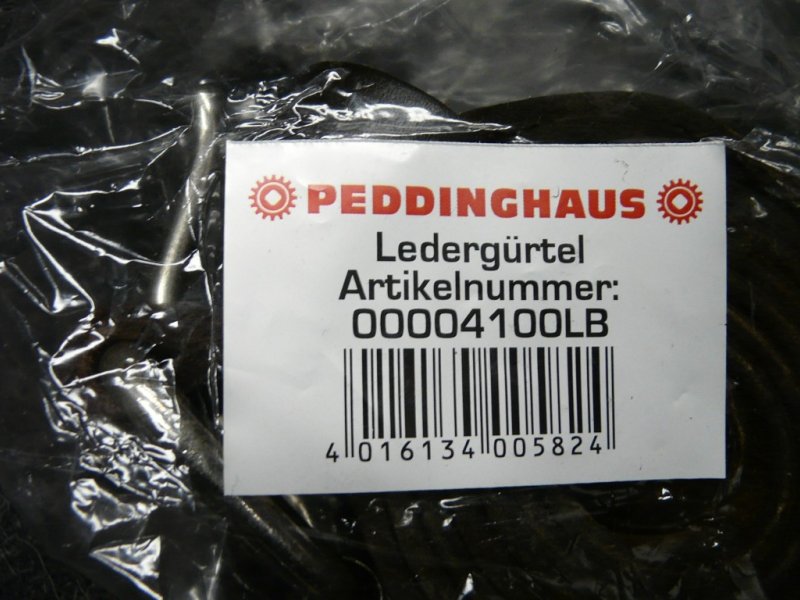 PEDDINGHAUS
Ledergürtel
Artikelnummer:
00004100LB
4 016134 005824